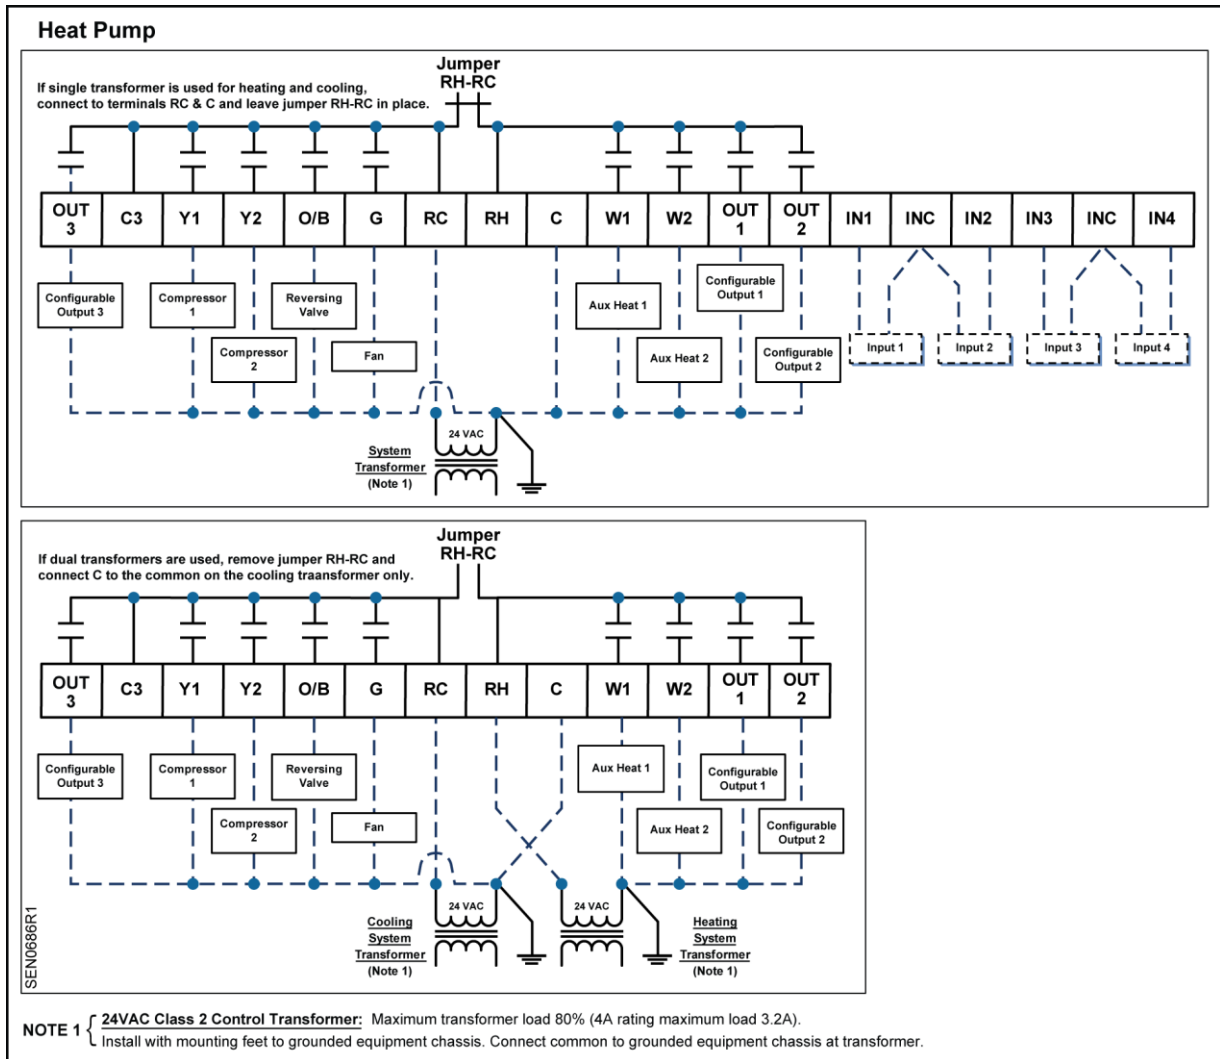 Heat Pump
Jumper
RH-RC
If single transformer is used for heating and cooling,
connect to terminals RC & C and leave jumper RH-RC in place.
OUT 3 C3 Y1 Y2 O/B G RC RH C W1 W2 OUT 1 OUT 2 IN1 INC IN2 IN3 INC IN4
Configurable
Output 3
Compressor
1
Reversing
Valve
Aux Heat 1
Configurable
Output 1
Compressor
2
Fan
Aux Heat 2
Configurable
Output 2
Input 1
Input 2
Input 3
Input 4
24 VAC
System
Transformer
(Note 1)
Jumper
RH-RC
If dual transformers are used, remove jumper RH-RC and
connect C to the common on the cooling traansformer only.
OUT 3 C3 Y1 Y2 O/B G RC RH C W1 W2 OUT 1 OUT 2
Configurable
Output 3
Compressor
1
Reversing
Valve
Aux Heat 1
Configurable
Output 1
Compressor
2
Fan
Aux Heat 2
Configurable
Output 2
24 VAC
24 VAC
Cooling
System
Transformer
(Note 1)
Heating
System
Transformer
(Note 1)
SEN0686R1
NOTE 1 { 24VAC Class 2 Control Transformer: Maximum transformer load 80% (4A rating maximum load 3.2A).
Install with mounting feet to grounded equipment chassis. Connect common to grounded equipment chassis at transformer.